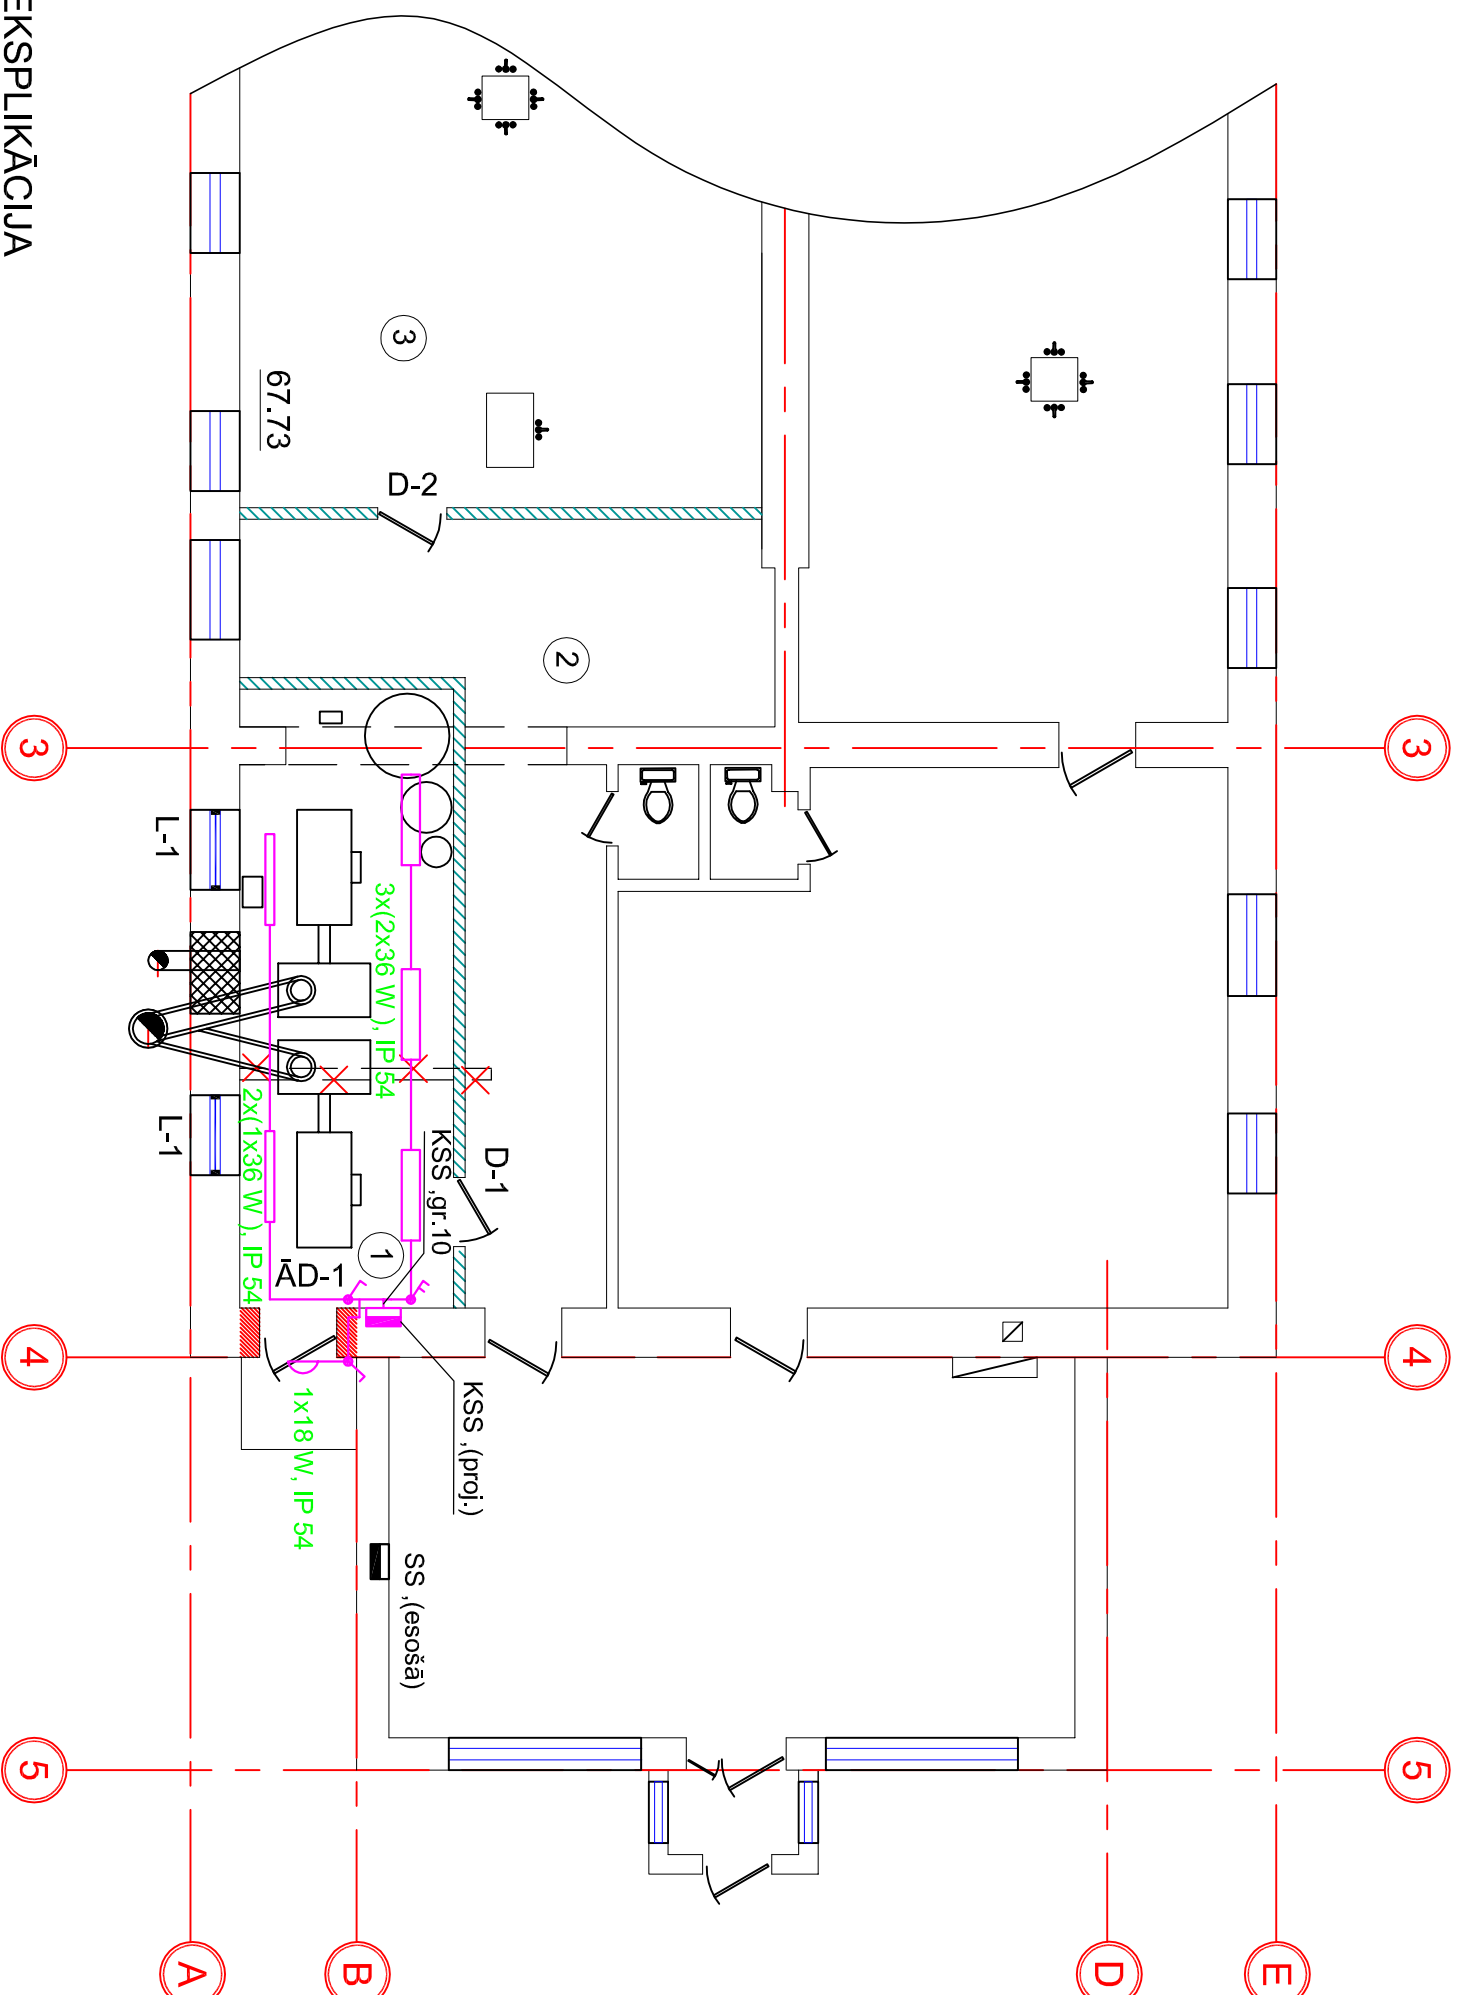 EKSPLIKĀCIJA
3
67.73
D-2
2
3
3
L-1
3x(2x36 W ), IP 54
2x(1x36 W ), IP 54
L-1
D-1
KSS ,gr.10
1
ĀD-1
4
4
KSS ,(proj.)
1x18 W, IP 54
SS ,(esošā)
5
5
A
B
D
E